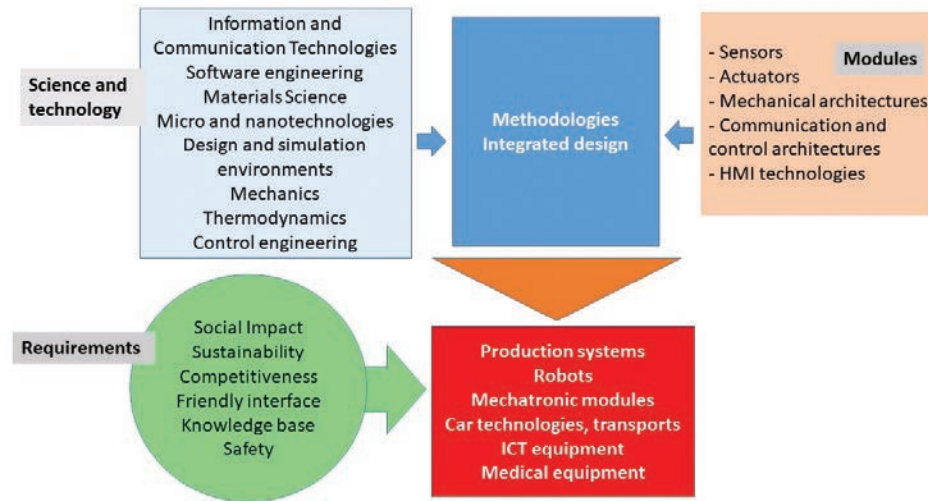 Science and
technology
Information and
Communication Technologies
Software engineering
Materials Science
Micro and nanotechnologies
Design and simulation
environments
Mechanics
Thermodynamics
Control engineering
Methodologies
Integrated design
Modules
- Sensors
- Actuators
- Mechanical architectures
- Communication and
control architectures
- HMI technologies
Requirements
Social Impact
Sustainability
Competitiveness
Friendly interface
Knowledge base
Safety
Production systems
Robots
Mechatronic modules
Car technologies, transports
ICT equipment
Medical equipment